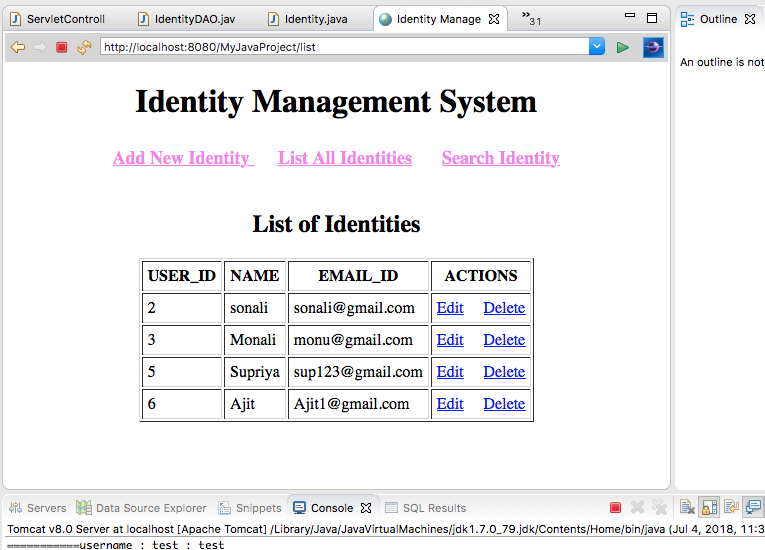 ServletControll IdentityDAO.jav Identity.java Identity Manage »31 Outline
http://localhost:8080/MyJavaProject/list
An outline is not
Identity Management System
Add New Identity List All Identities Search Identity
List of Identities
USER_ID NAME EMAIL_ID ACTIONS
2 sonali sonali@gmail.com Edit Delete
3 Monali monu@gmail.com Edit Delete
5 Supriya sup123@gmail.com Edit Delete
6 Ajit Ajit1@gmail.com Edit Delete
Servers Data Source Explorer Snippets Console SQL Results
Tomcat v8.0 Server at localhost [Apache Tomcat] /Library/Java/JavaVirtualMachines/jdk1.7.0_79.jdk/Contents/Home/bin/java (Jul 4, 2018, 11:3
===========username : test : test